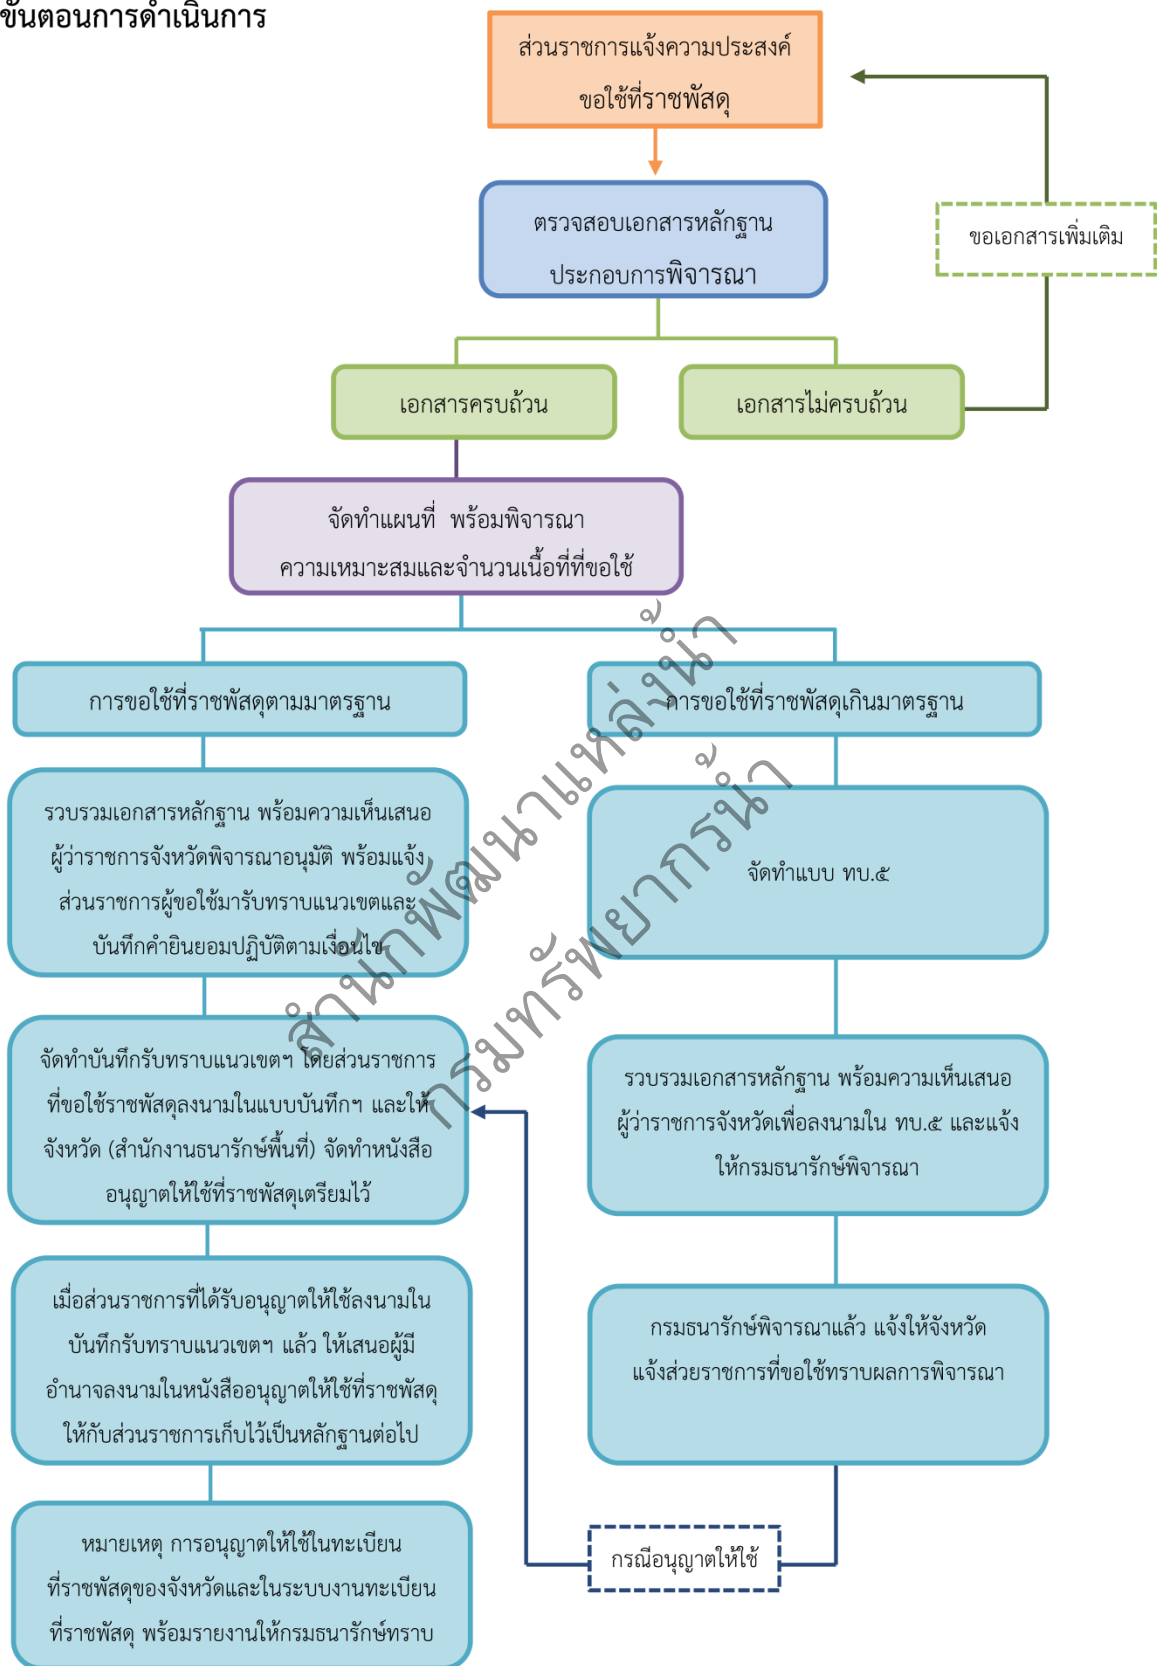 ขั้นตอนการดำเนินการ
ส่วนราชการแจ้งความประสงค์
ขอใช้ที่ราชพัสดุ
ตรวจสอบเอกสารหลักฐาน
ประกอบการพิจารณา
ขอเอกสารเพิ่มเติม
เอกสารครบถ้วน
เอกสารไม่ครบถ้วน
จัดทำแผนที่ พร้อมพิจารณา
ความเหมาะสมและจำนวนเนื้อที่ที่ขอใช้
การขอใช้ที่ราชพัสดุตามมาตรฐาน
การขอใช้ที่ราชพัสดุเกินมาตรฐาน
รวบรวมเอกสารหลักฐาน พร้อมความเห็นเสนอ
ผู้ว่าราชการจังหวัดพิจารณาอนุมัติ พร้อมแจ้ง
ส่วนราชการผู้ขอใช้มารับทราบแนวเขตและ
บันทึกคำยินยอมปฏิบัติตามเงื่อนไข
จัดทำแบบ ทบ.๕
จัดทำบันทึกรับทราบแนวเขตฯ โดยส่วนราชการ
ที่ขอใช้ราชพัสดุลงนามในแบบบันทึกฯ และให้
จังหวัด (สำนักงานธนารักษ์พื้นที่) จัดทำหนังสือ
อนุญาตให้ใช้ที่ราชพัสดุเตรียมไว้
รวบรวมเอกสารหลักฐาน พร้อมความเห็นเสนอ
ผู้ว่าราชการจังหวัดเพื่อลงนามใน ทบ.๕ และแจ้ง
ให้กรมธนารักษ์พิจารณา
เมื่อส่วนราชการที่ได้รับอนุญาตให้ใช้ลงนามใน
บันทึกรับทราบแนวเขตฯ แล้ว ให้เสนอผู้มี
อำนาจลงนามในหนังสืออนุญาตให้ใช้ที่ราชพัสดุ
ให้กับส่วนราชการเก็บไว้เป็นหลักฐานต่อไป
กรมธนารักษ์พิจารณาแล้ว แจ้งให้จังหวัด
แจ้งส่วยราชการที่ขอใช้ทราบผลการพิจารณา
หมายเหตุ การอนุญาตให้ใช้ในทะเบียน
ที่ราชพัสดุของจังหวัดและในระบบงานทะเบียน
ที่ราชพัสดุ พร้อมรายงานให้กรมธนารักษ์ทราบ
กรณีอนุญาตให้ใช้
สำนักพัฒนาแหล่งน้ำ
กรมทรัพยากรน้ำ